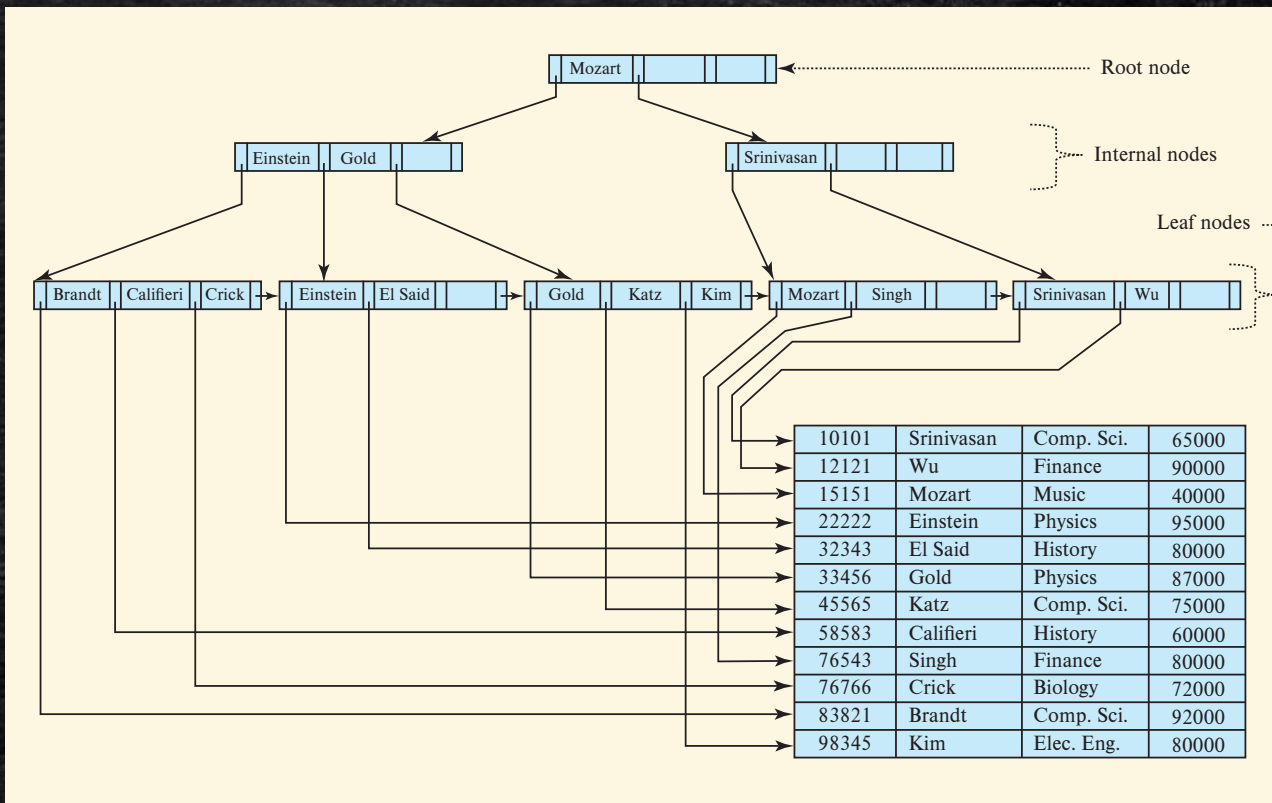 Mozart
Root node
Einstein Gold
Srinivasan
Internal nodes
Leaf nodes
Brandt Califieri Crick
Einstein El Said
Gold Katz Kim
Mozart Singh
Srinivasan Wu
10101 Srinivasan Comp. Sci. 65000
12121 Wu Finance 90000
15151 Mozart Music 40000
22222 Einstein Physics 95000
32343 El Said History 80000
33456 Gold Physics 87000
45565 Katz Comp. Sci. 75000
58583 Califieri History 60000
76543 Singh Finance 80000
76766 Crick Biology 72000
83821 Brandt Comp. Sci. 92000
98345 Kim Elec. Eng. 80000